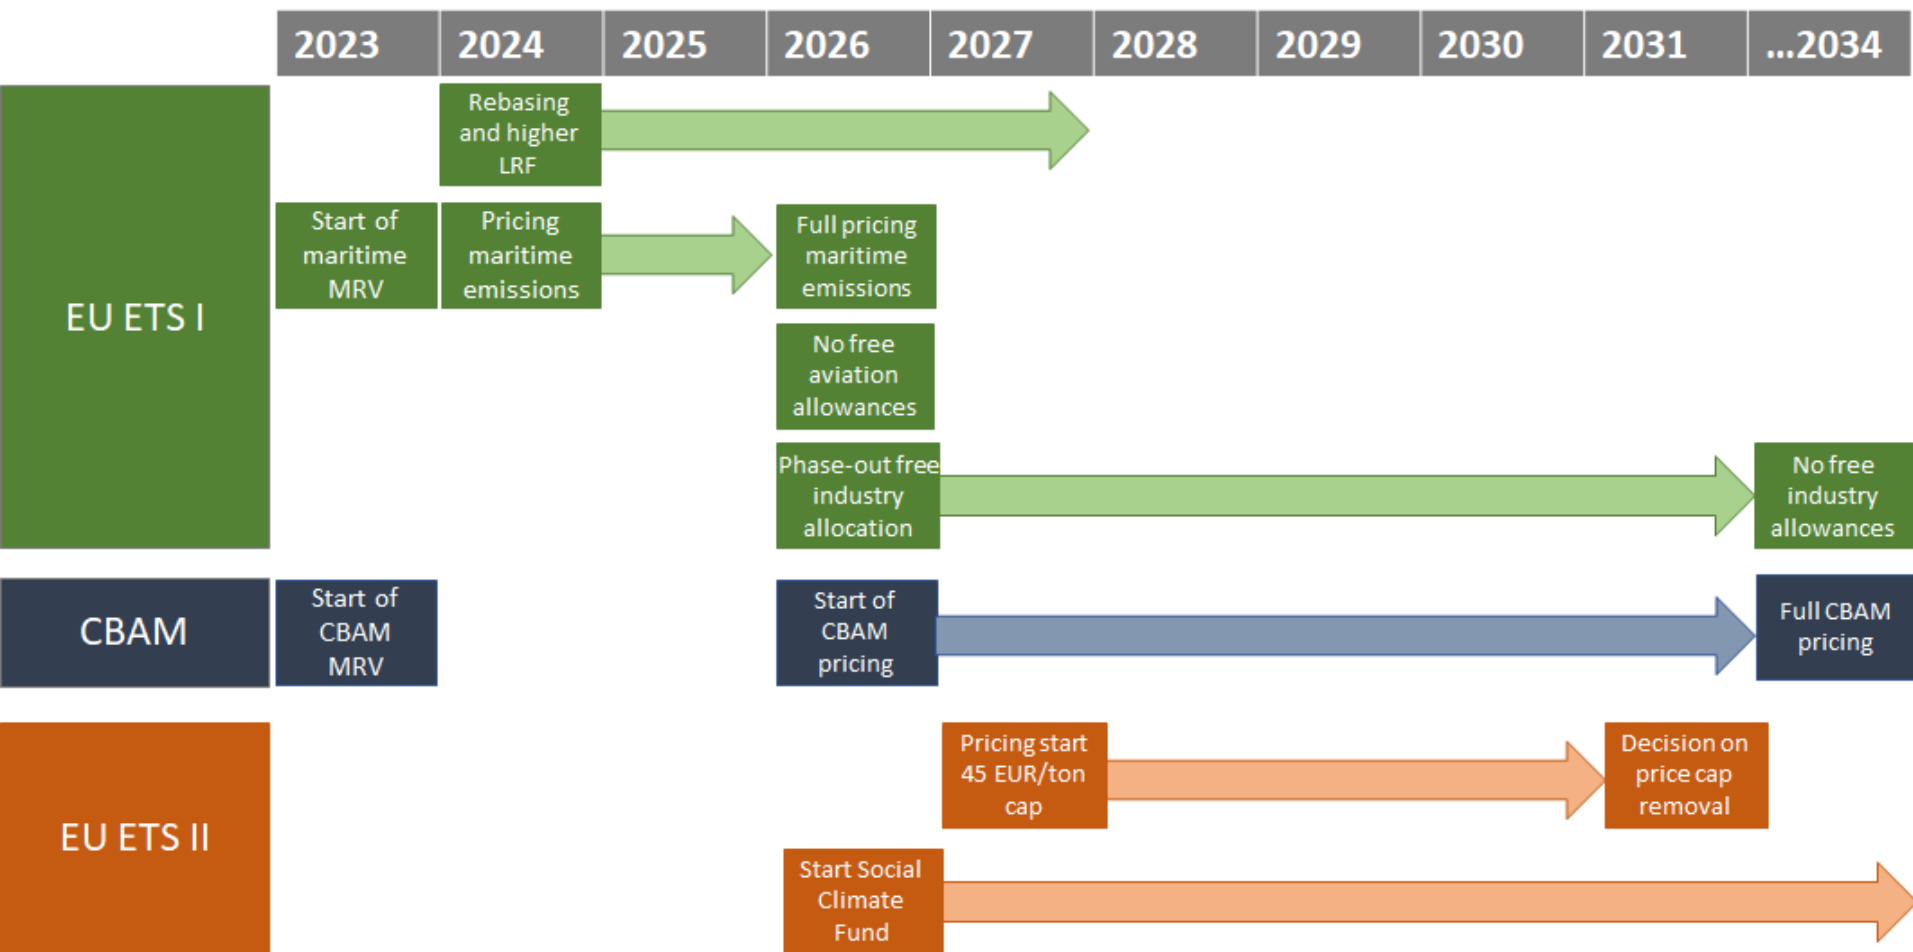 2023 2024 2025 2026 2027 2028 2029 2030 2031 ...2034
EU ETS I
Rebasing
and higher
LRF
Start of
maritime
MRV
Pricing
maritime
emissions
Full pricing
maritime
emissions
No free
aviation
allowances
Phase-out free
industry
allocation
No free
industry
allowances
CBAM
Start of
CBAM
MRV
Start of
CBAM
pricing
Full CBAM
pricing
EU ETS II
Pricing start
45 EUR/ton
cap
Decision on
price cap
removal
Start Social
Climate
Fund